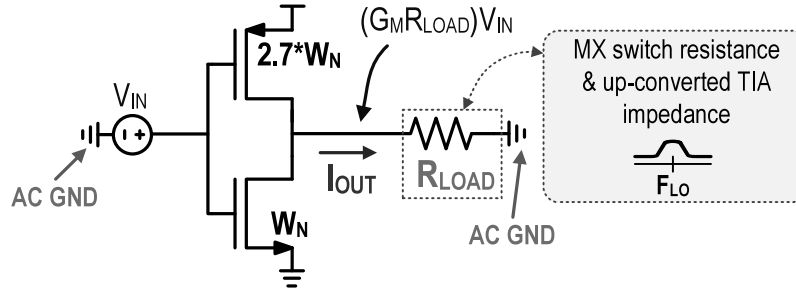 (GMRLOAD)VIN
2.7*WN
VIN
- +
AC GND
WN
IOUT
RLOAD
AC GND
MX switch resistance
& up-converted TIA
impedance
FLO